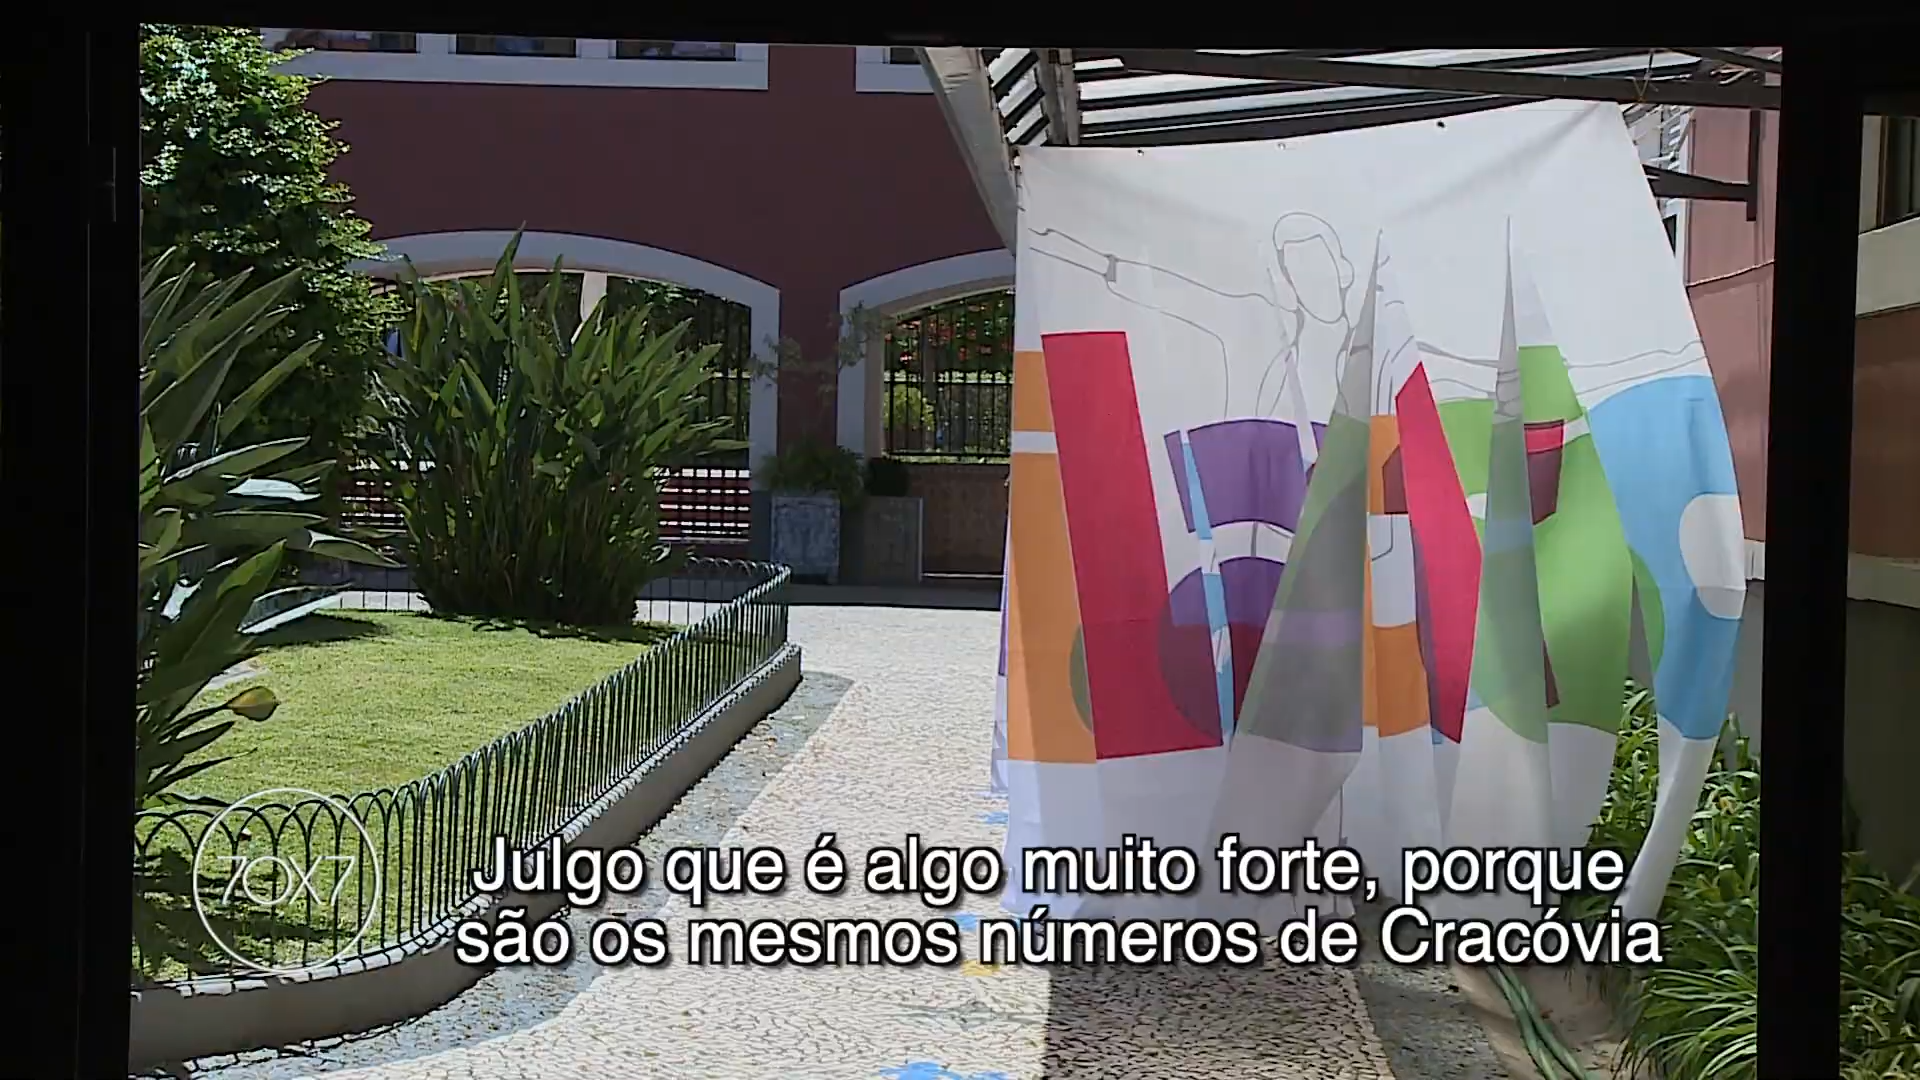 70X7
Julgo que é algo muito forte, porque
são os mesmos números de Cracóvia